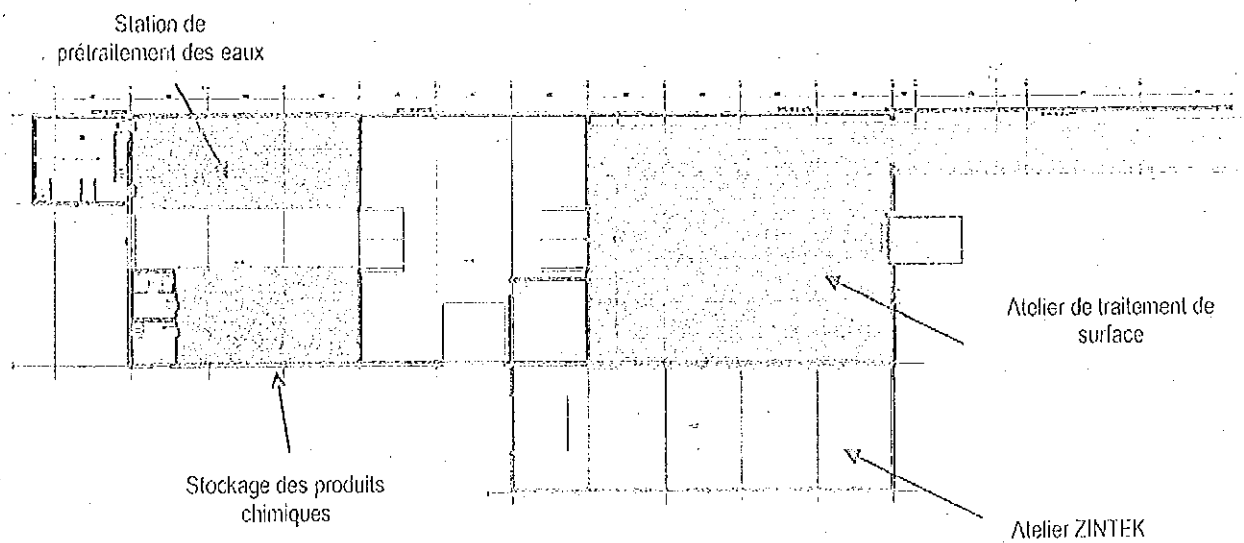 Station de
prétraitement des eaux
Atelier de traitement de
surface
Stockage des produits
chimiques
Atelier ZINTEK